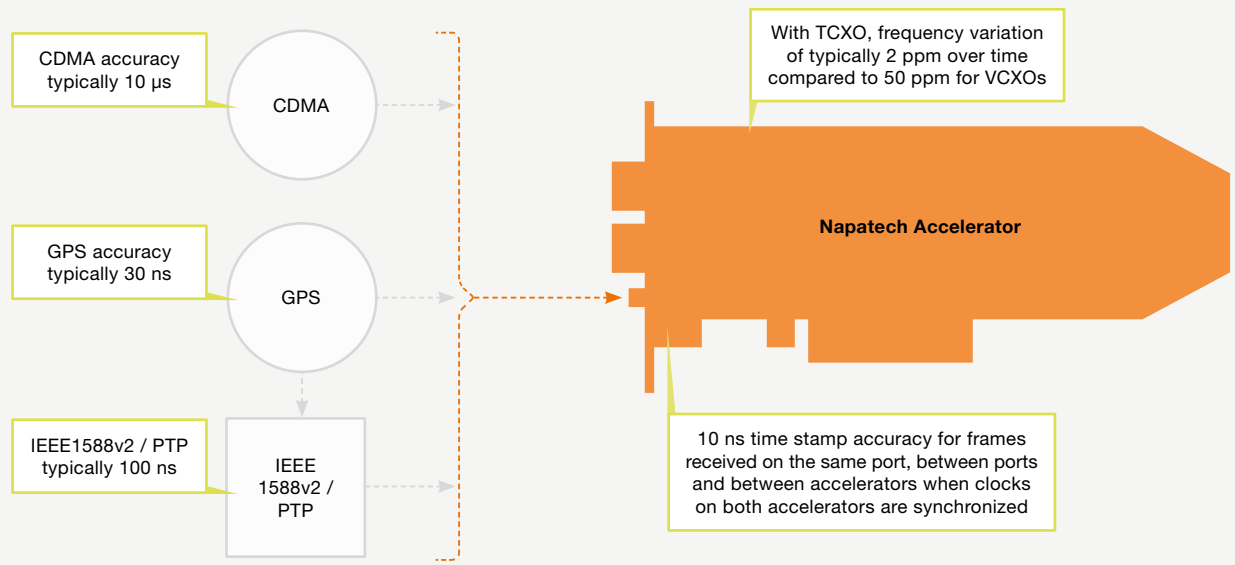 CDMA accuracy
typically 10 µs
CDMA
GPS accuracy
typically 30 ns
GPS
IEEE1588v2 / PTP
typically 100 ns
IEEE
1588v2 /
PTP
With TCXO, frequency variation
of typically 2 ppm over time
compared to 50 ppm for VCXOs
Napatech Accelerator
10 ns time stamp accuracy for frames
received on the same port, between ports
and between accelerators when clocks
on both accelerators are synchronized